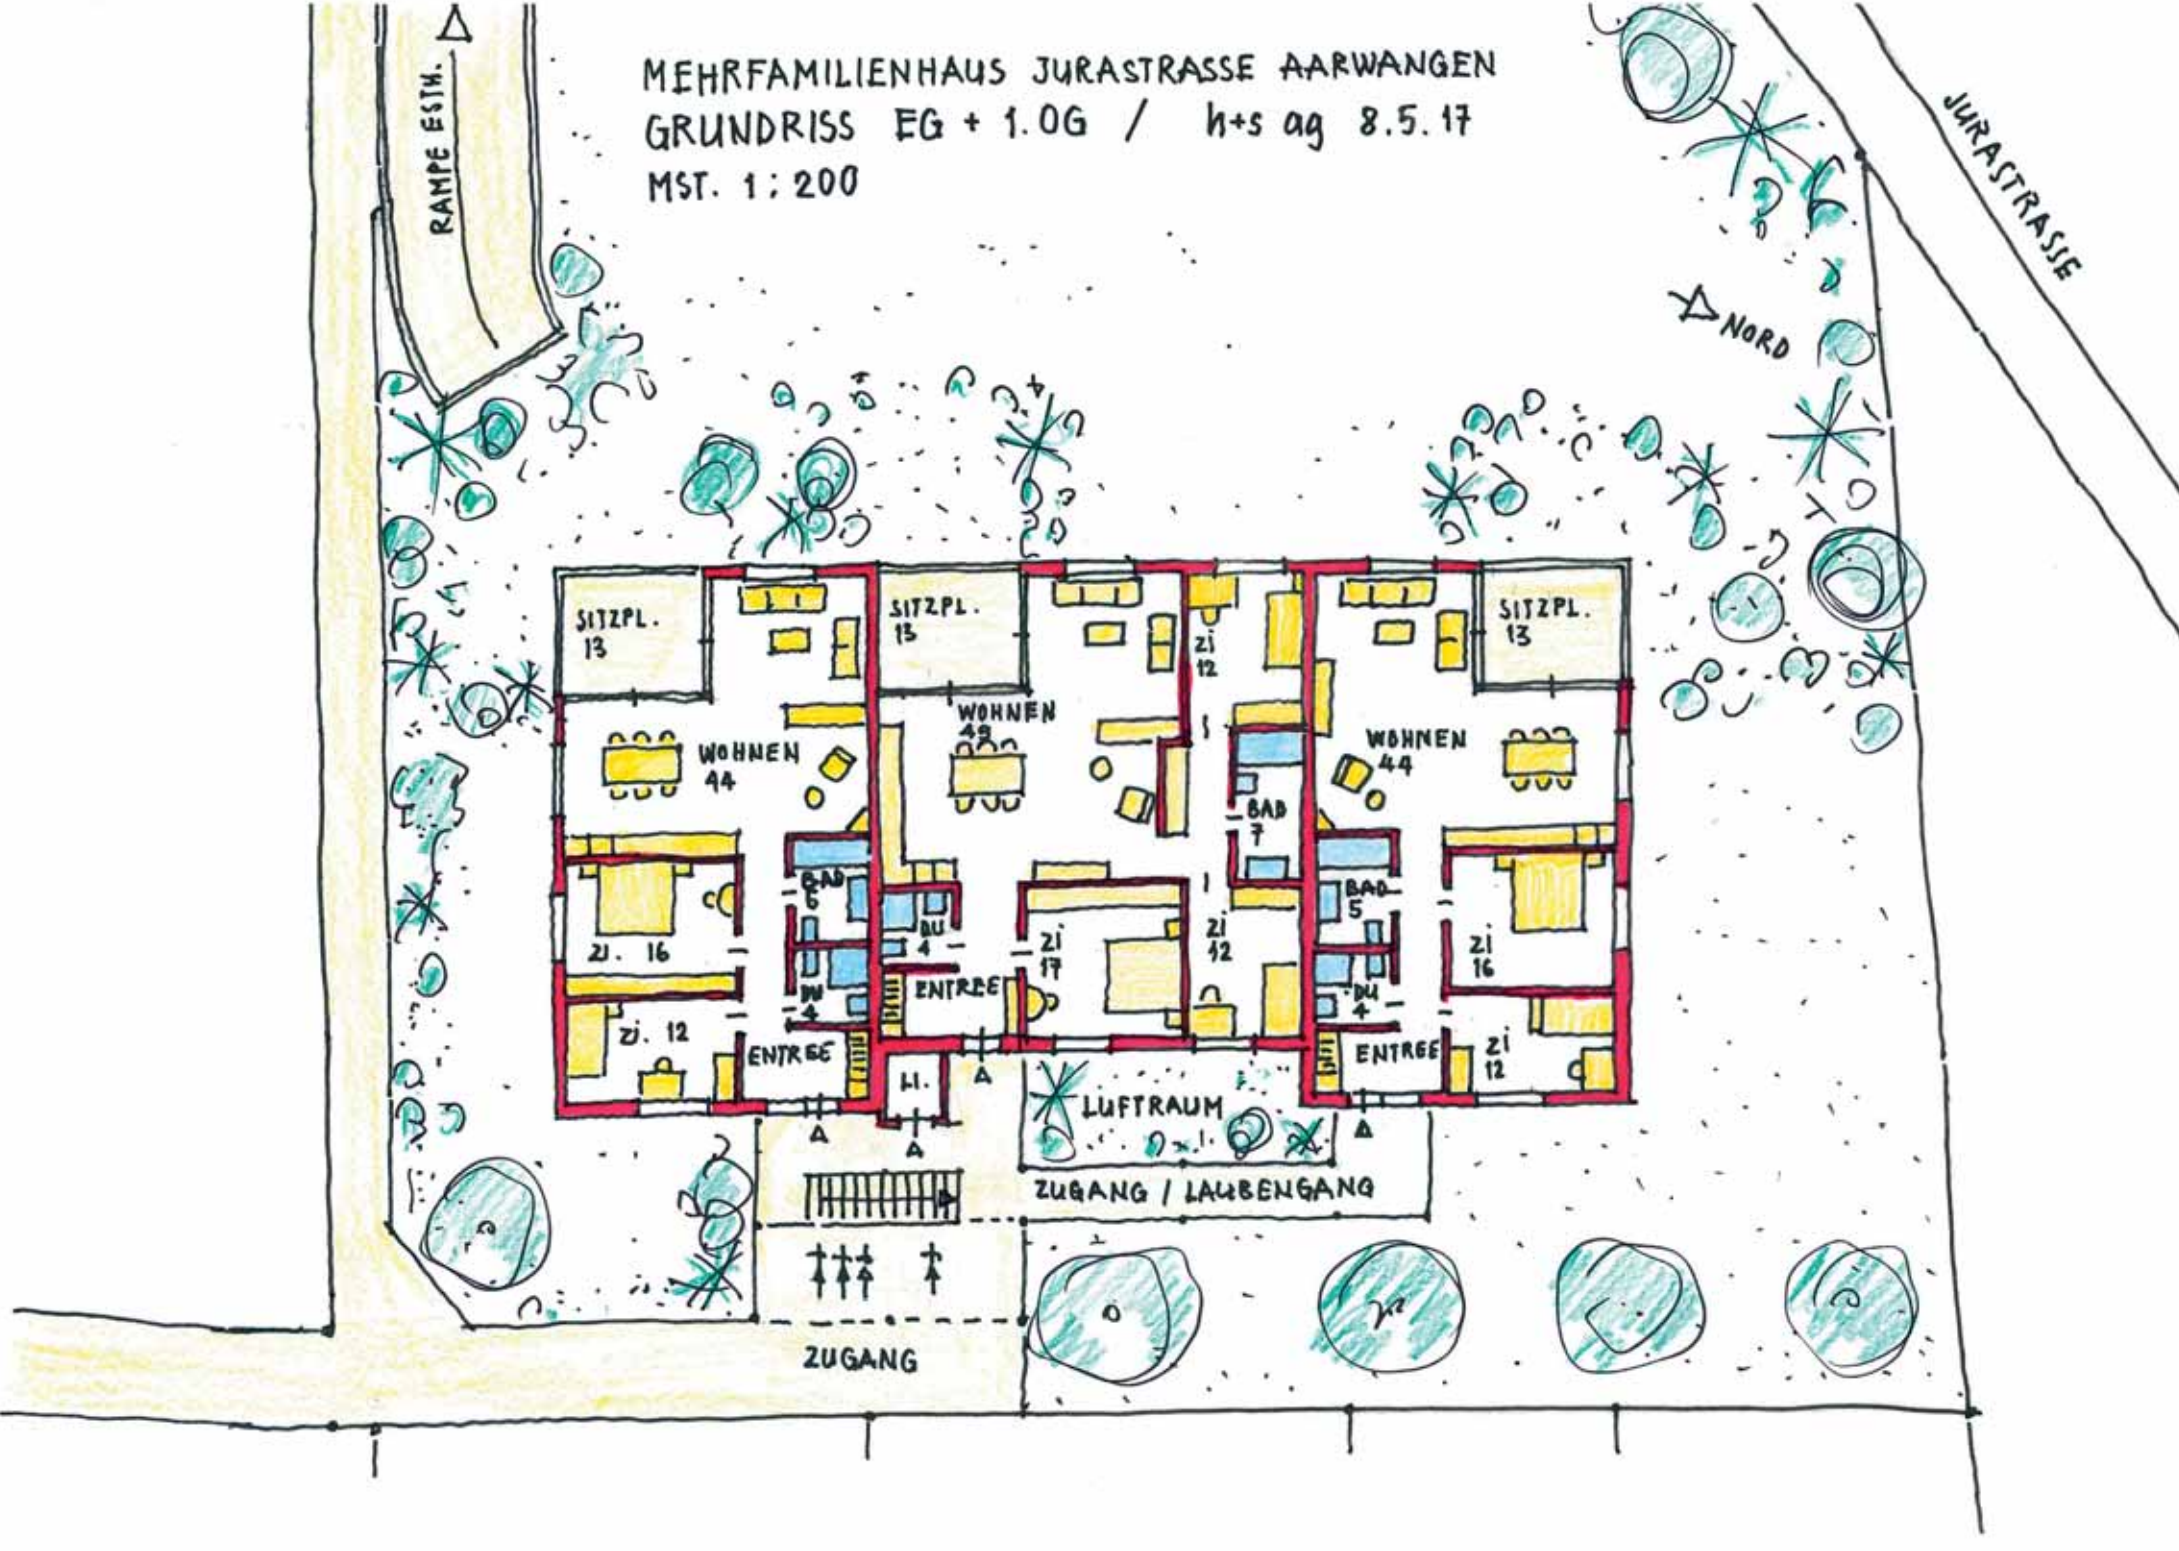 MEHRFAMILIENHAUS JURASTRASSE AARWANGEN
GRUNDRISS EG + 1.OG / h+s ag 8.5.17
MST. 1:200
RAMPE ESTH.
JURASTRASSE
NORD
SITZPL.
13
SITZPL.
13
ZI
12
SITZPL.
13
WOHNEN
44
WOHNEN
49
WOHNEN
44
BAD
7
BAD
5
BAD
5
ZI. 16
DU
4
ZI
17
ZI
12
ZI
16
DU
4
ENTREE
DU
4
ZI. 12
ENTREE
ENTREE
ZI
12
LI.
LUFTRAUM
ZUGANG / LAUBENGANG
ZUGANG